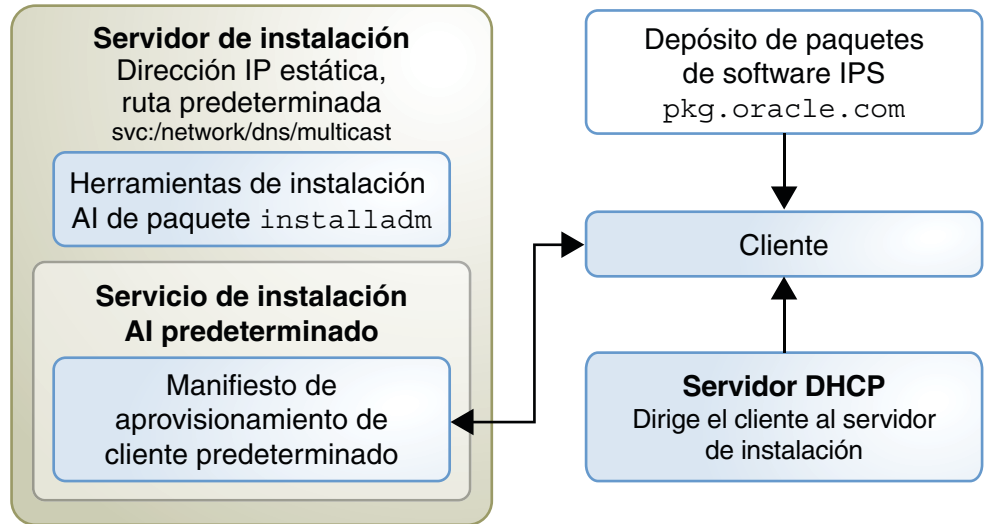 Servidor de instalación
Dirección IP estática,
ruta predeterminada
svc:/network/dns/multicast
Herramientas de instalación
AI de paquete installadm
Servicio de instalación
AI predeterminado
Manifiesto de
aprovisionamiento de
cliente predeterminado
Depósito de paquetes
de software IPS
pkg.oracle.com
Cliente
Servidor DHCP
Dirige el cliente al servidor
de instalación